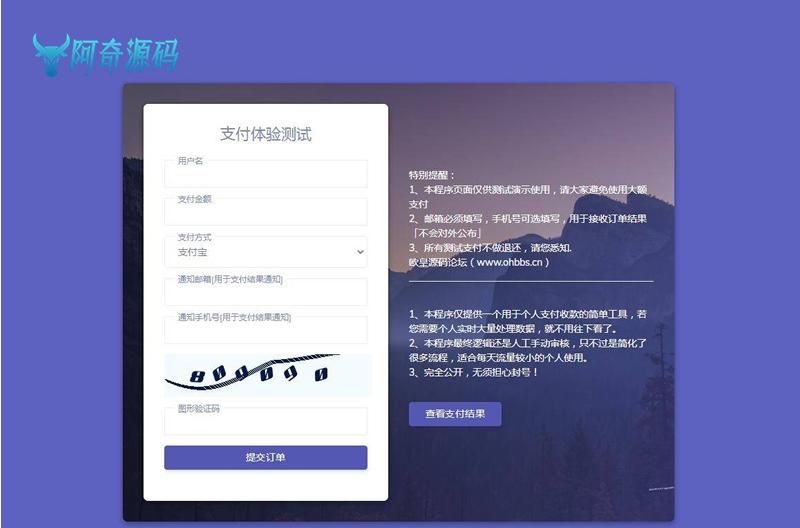 阿奇源码
支付体验测试
用户名
支付金额
支付方式
支付宝
通知邮箱[用于支付结果通知]
通知手机号[用于支付结果通知]
809090
图形验证码
提交订单
特别提醒：
1、本程序页面仅供测试演示使用，请大家避免使用大额
支付
2、邮箱必须填写，手机号可选填写，用于接收订单结果
「不会对外公布」
3、所有测试支付不做退还，请您悉知.
欧皇源码论坛（www.ohbbs.cn）
1、本程序仅提供一个用于个人支付收款的简单工具，若
您需要个人实时大量处理数据，就不用往下看了。
2、本程序最终逻辑还是人工手动审核，只不过是简化了
很多流程，适合每天流量较小的个人使用。
3、完全公开，无须担心封号！
查看支付结果